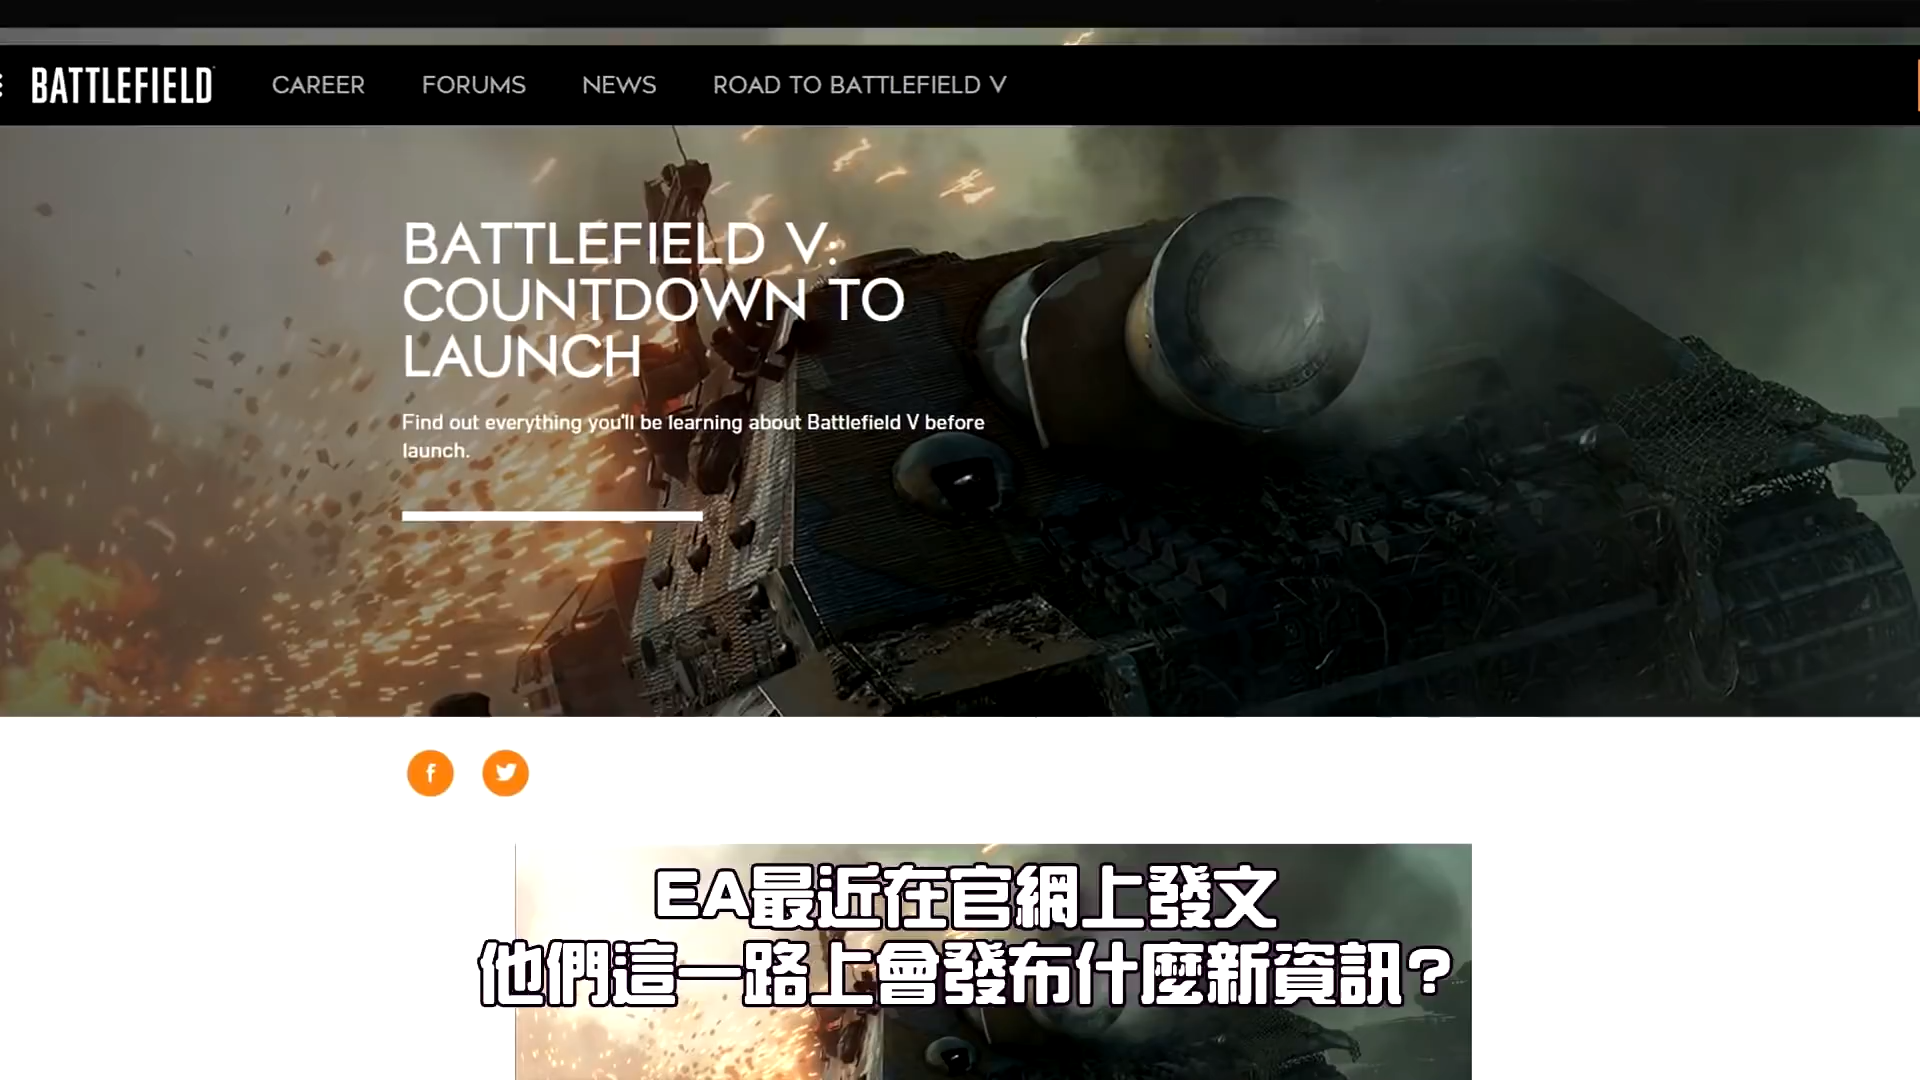 BATTLEFIELD
CAREER
FORUMS
NEWS
ROAD TO BATTLEFIELD V
BATTLEFIELD V:
COUNTDOWN TO
LAUNCH
Find out everything you'll be learning about Battlefield V before
launch.
EA最近在官網上發文
他們這一路上會發布什麼新資訊?